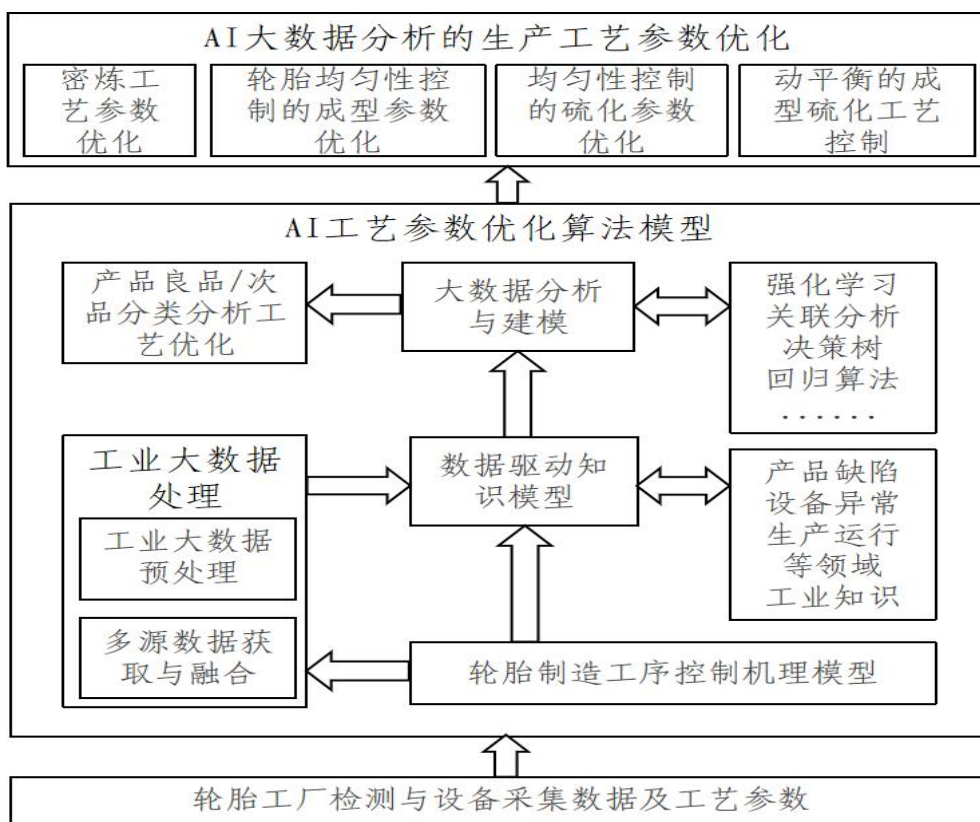 AI大数据分析的生产工艺参数优化
密炼工
艺参数
优化
轮胎均匀性控
制的成型参数
优化
均匀性控制
的硫化参数
优化
动平衡的成
型硫化工艺
控制
AI工艺参数优化算法模型
产品良品/次
品分类分析工
艺优化
大数据分析
与建模
强化学习
关联分析
决策树
回归算法
......
工业大数据
处理
工业大数据
预处理
多源数据获
取与融合
数据驱动知
识模型
产品缺陷
设备异常
生产运行
等领域
工业知识
轮胎制造工序控制机理模型
轮胎工厂检测与设备采集数据及工艺参数